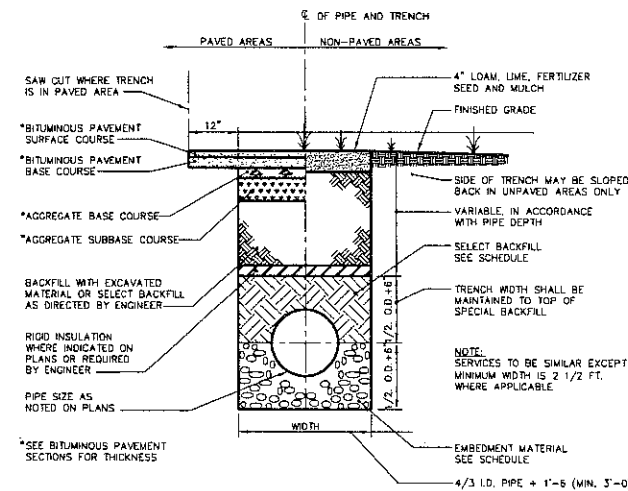 ℄ OF PIPE AND TRENCH
PAVED AREAS
NON-PAVED AREAS
SAW CUT WHERE TRENCH
IS IN PAVED AREA
12"
*BITUMINOUS PAVEMENT
SURFACE COURSE
*BITUMINOUS PAVEMENT
BASE COURSE
*AGGREGATE BASE COURSE
*AGGREGATE SUBBASE COURSE
BACKFILL WITH EXCAVATED
MATERIAL OR SELECT BACKFILL
AS DIRECTED BY ENGINEER
RIGID INSULATION
WHERE INDICATED ON
PLANS OR REQUIRED
BY ENGINEER
PIPE SIZE AS
NOTED ON PLANS
*SEE BITUMINOUS PAVEMENT
SECTIONS FOR THICKNESS
4" LOAM, LIME, FERTILIZER
SEED AND MULCH
FINISHED GRADE
SIDE OF TRENCH MAY BE SLOPED
BACK IN UNPAVED AREAS ONLY
VARIABLE, IN ACCORDANCE
WITH PIPE DEPTH
SELECT BACKFILL
SEE SCHEDULE
TRENCH WIDTH SHALL BE
MAINTAINED TO TOP OF
SPECIAL BACKFILL
1/2 O.D.+6"
1/2 O.D.+6"
NOTE:
SERVICES TO BE SIMILAR EXCEPT
MINIMUM WIDTH IS 2 1/2 FT.
WHERE APPLICABLE
WIDTH
EMBEDMENT MATERIAL
SEE SCHEDULE
4/3 I.D. PIPE + 1'-6 (MIN. 3'-0